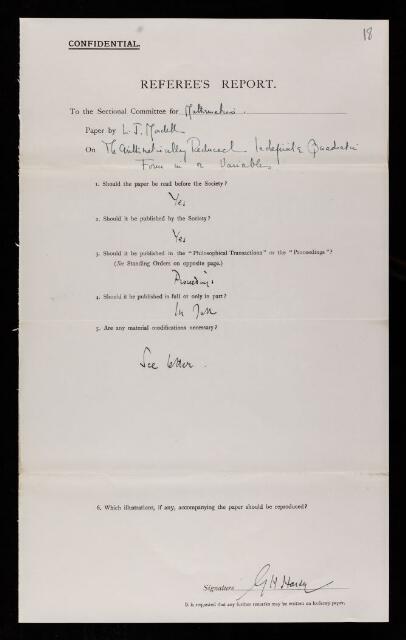 18
CONFIDENTIAL.
REFEREE'S REPORT.
To the Sectional Committee for Mathematics.
Paper by L. J. Mordell
On The Arithmetically Reduced Indefinite Quadratic
Form in n Variables
1. Should the paper be read before the Society?
Yes
2. Should it be published by the Society?
Yes
3. Should it be published in the "Philosophical Transactions" or the "Proceedings"?
(See Standing Orders on opposite page.)
Proceedings
4. Should it be published in full or only in part?
In full
5. Are any material modifications necessary?
See letter.
6. Which illustrations, if any, accompanying the paper should be reproduced?
Signature G H Hardy
It is requested that any further remarks may be written on foolscap paper.